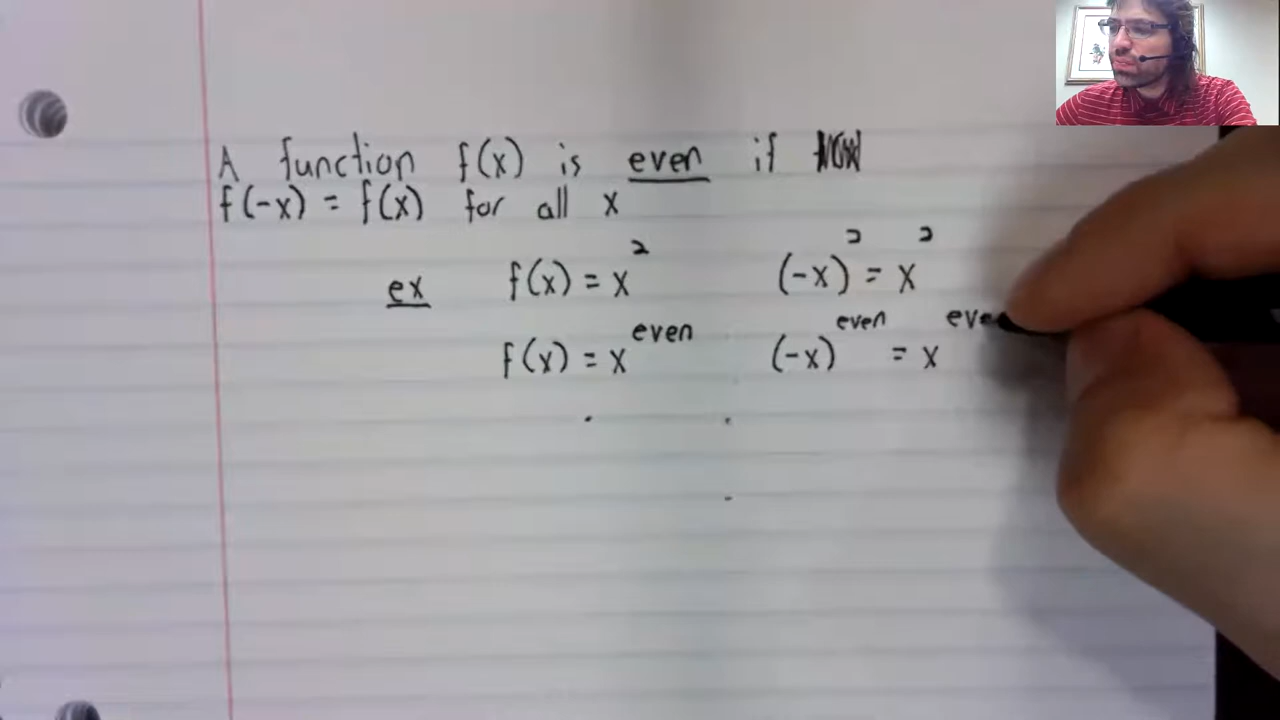 A function f(x) is even if
f(-x) = f(x) for all x
ex f(x) = x² (-x)² = x²
f(x) = x^even (-x)^even = x^eve